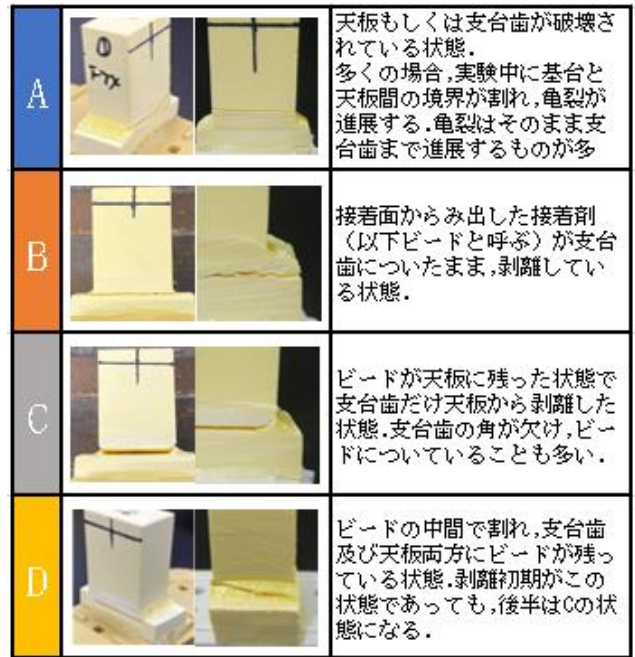 A
天板もしくは支台歯が破壊さ
れている状態.
多くの場合,実験中に基台と
天板間の境界が割れ,亀裂が
進展する.亀裂はそのまま支
台歯まで進展するものが多
B
接着面からみ出した接着剤
(以下ビードと呼ぶ)が支台
歯についたまま,剥離してい
る状態.
C
ビードが天板に残った状態で
支台歯だけ天板から剥離した
状態.支台歯の角が欠け,ビー
ドについていることも多い.
D
ビードの中間で割れ,支台歯
及び天板両方にビードが残っ
ている状態.剥離初期がこの
状態であっても,後半はCの状
態になる.